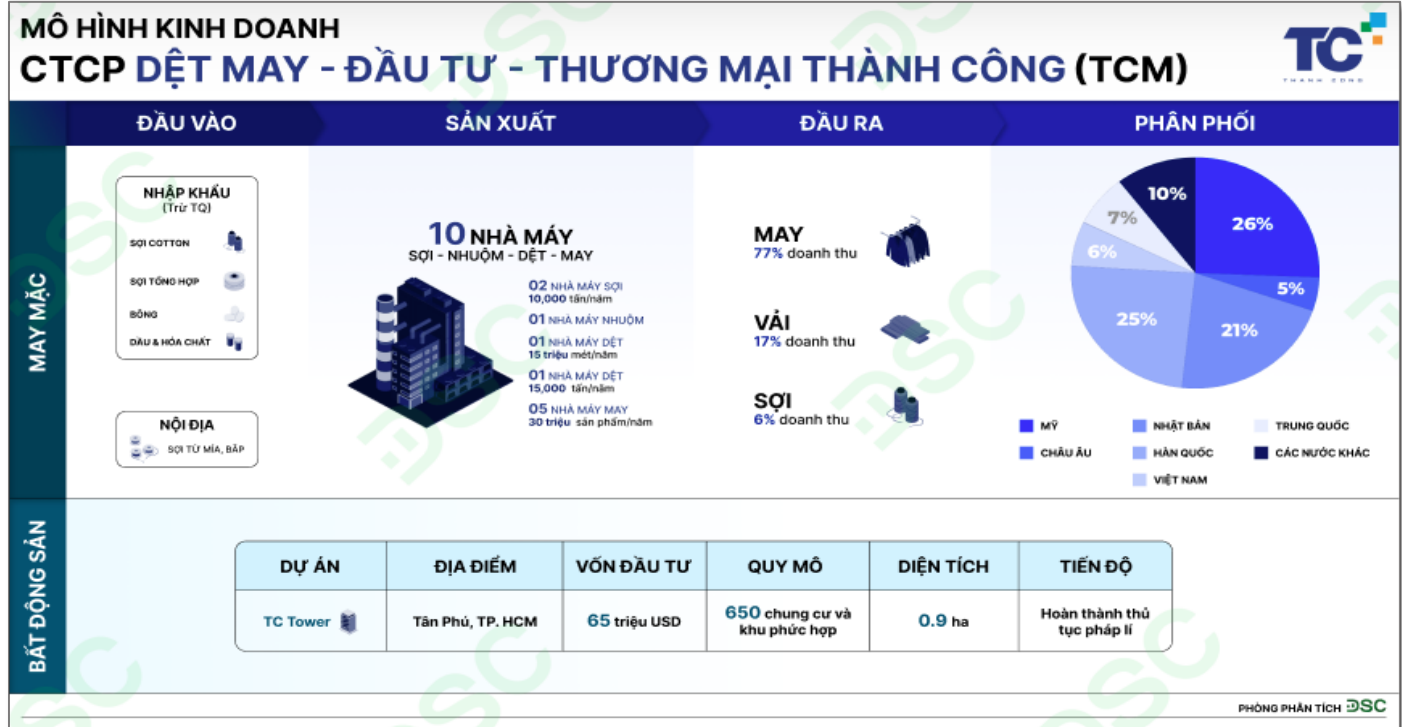 MÔ HÌNH KINH DOANH
CTCP DỆT MAY - ĐẦU TƯ - THƯƠNG MẠI THÀNH CÔNG (TCM)
TC
THANH CONG
ĐẦU VÀO
SẢN XUẤT
ĐẦU RA
PHÂN PHỐI
MAY MẶC
NHẬP KHẨU
(Trừ TQ)
SỢI COTTON
SỢI TỔNG HỢP
BÔNG
DẦU & HÓA CHẤT
NỘI ĐỊA
SỢI TỪ MÍA, BẮP
10 NHÀ MÁY
SỢI - NHUỘM - DỆT - MAY
02 NHÀ MÁY SỢI
10,000 tấn/năm
01 NHÀ MÁY NHUỘM
01 NHÀ MÁY DỆT
15 triệu mét/năm
01 NHÀ MÁY DỆT
15,000 tấn/năm
05 NHÀ MÁY MAY
30 triệu sản phẩm/năm
MAY
77% doanh thu
VẢI
17% doanh thu
SỢI
6% doanh thu
10%
26%
7%
6%
5%
25%
21%
MỸ
NHẬT BẢN
TRUNG QUỐC
CHÂU ÂU
HÀN QUỐC
CÁC NƯỚC KHÁC
VIỆT NAM
BẤT ĐỘNG SẢN
DỰ ÁN
ĐỊA ĐIỂM
VỐN ĐẦU TƯ
QUY MÔ
DIỆN TÍCH
TIẾN ĐỘ
TC Tower
Tân Phú, TP. HCM
65 triệu USD
650 chung cư và
khu phức hợp
0.9 ha
Hoàn thành thủ
tục pháp lí
PHÒNG PHÂN TÍCH DSC